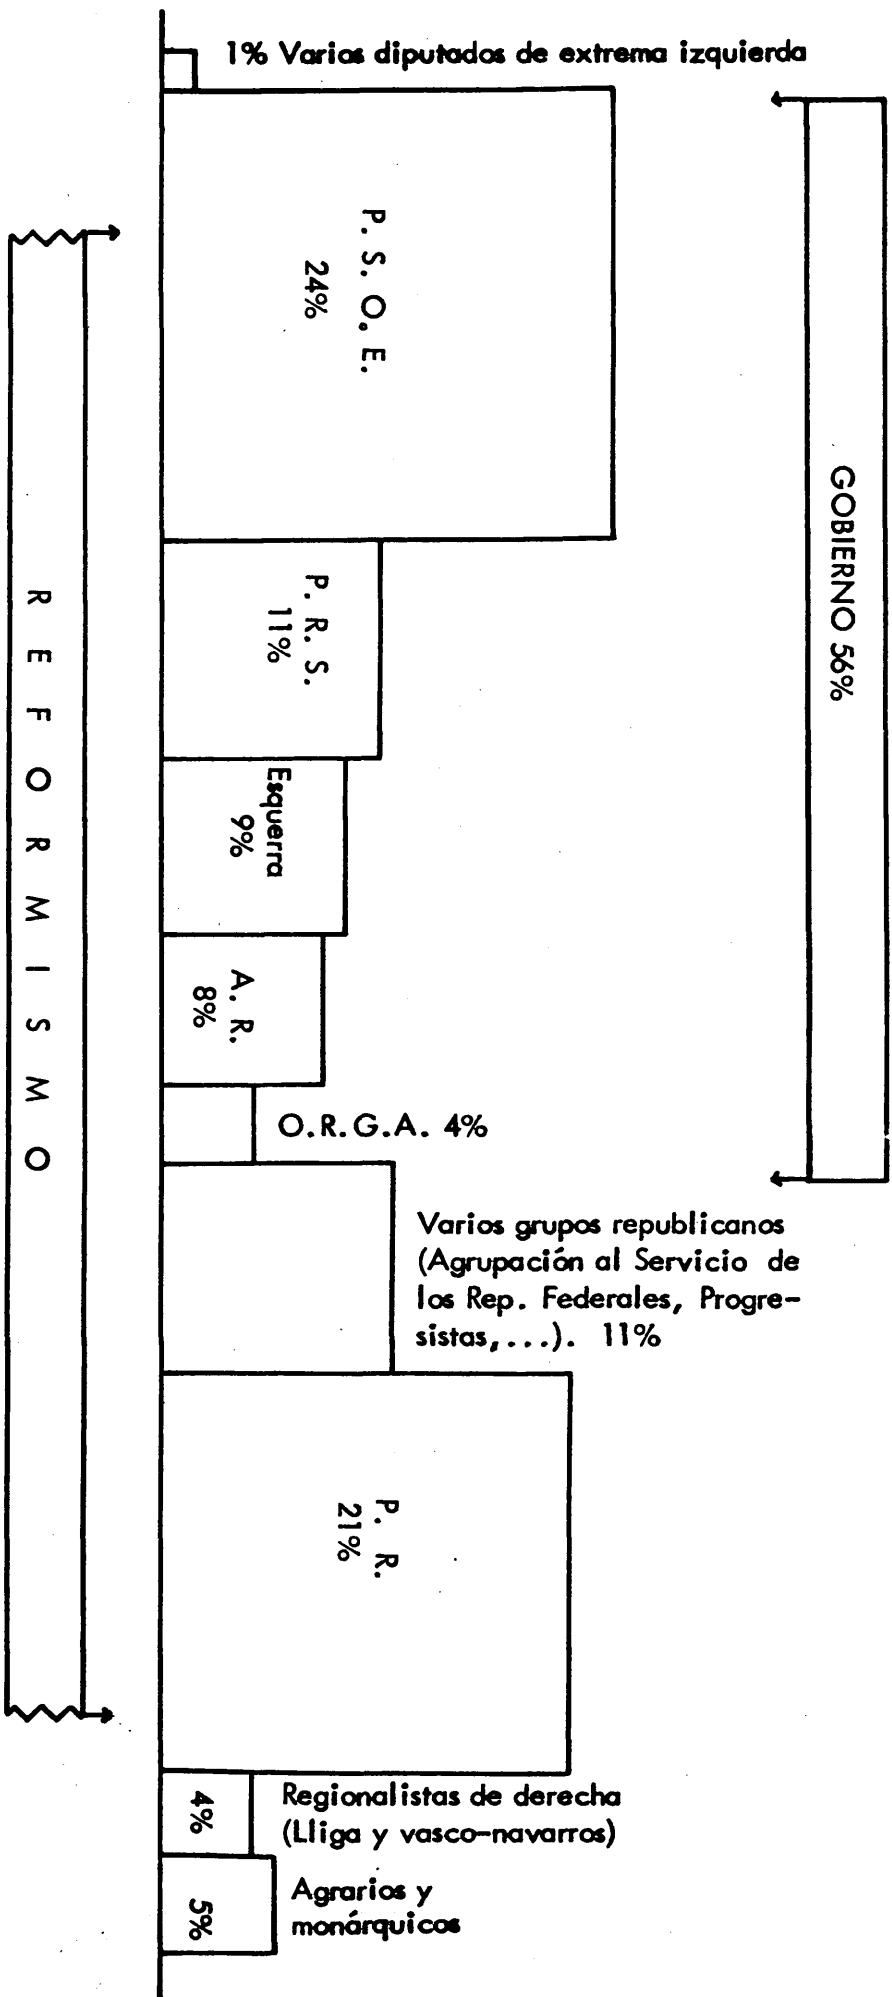 1% Varios diputados de extrema izquierda
GOBIERNO 56%
P. S. O. E.
24%
P. R. S.
11%
Esquerra
9%
A. R.
8%
O.R.G.A. 4%
Varios grupos republicanos
(Agrupación al Servicio de
los Rep. Federales, Progre-
sistas,...). 11%
P. R.
21%
4%
Regionalistas de derecha
(Lliga y vasco-navarros)
5%
Agrarios y
monárquicos
REFORMISMO